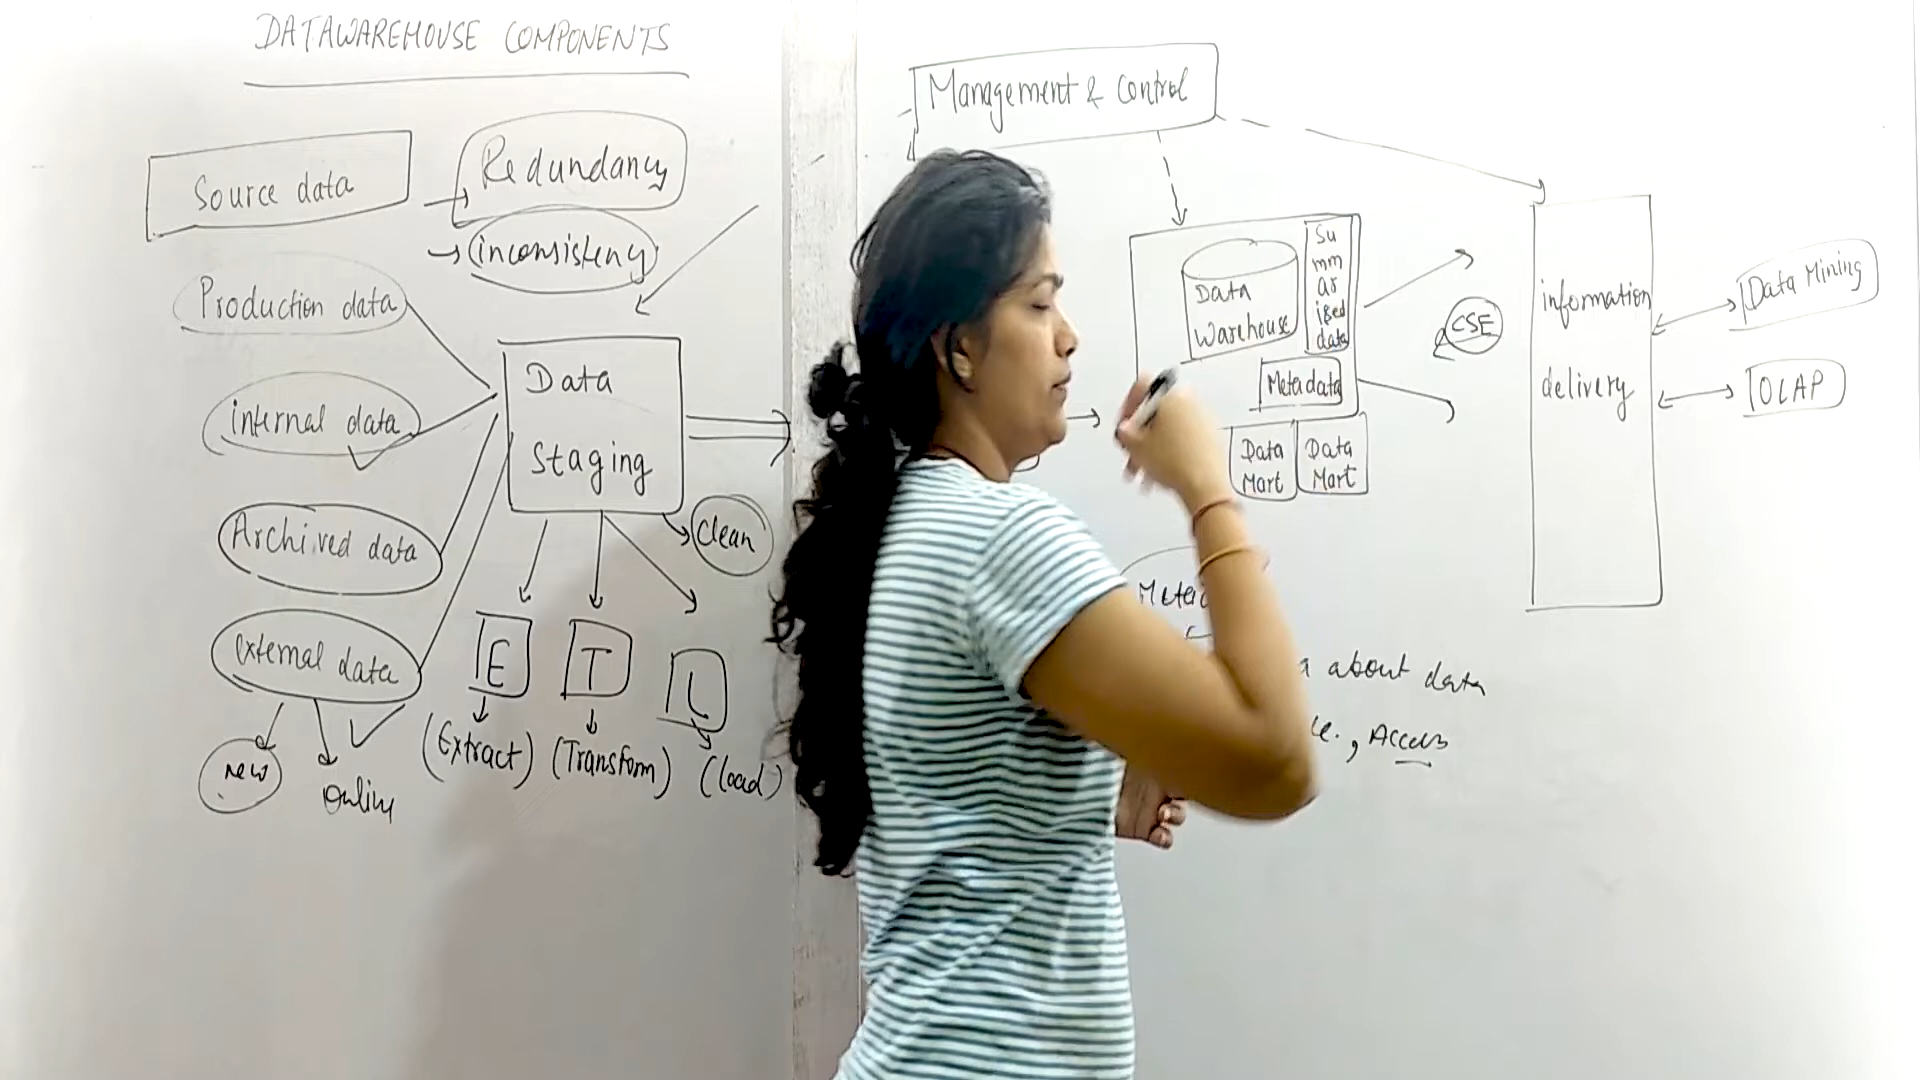 DATAWAREHOUSE COMPONENTS
Source data
Redundancy
inconsisteny
Production data
internal data
Archived data
external data
new
online
Data
Staging
clean
E
T
L
(Extract)
(Transform)
(load)
Management & Control
Data
Warehouse
Su
mm
ar
ized
data
Metadata
Data
Mart
Data
Mart
CSE
information
delivery
Data Mining
OLAP
about data
Access